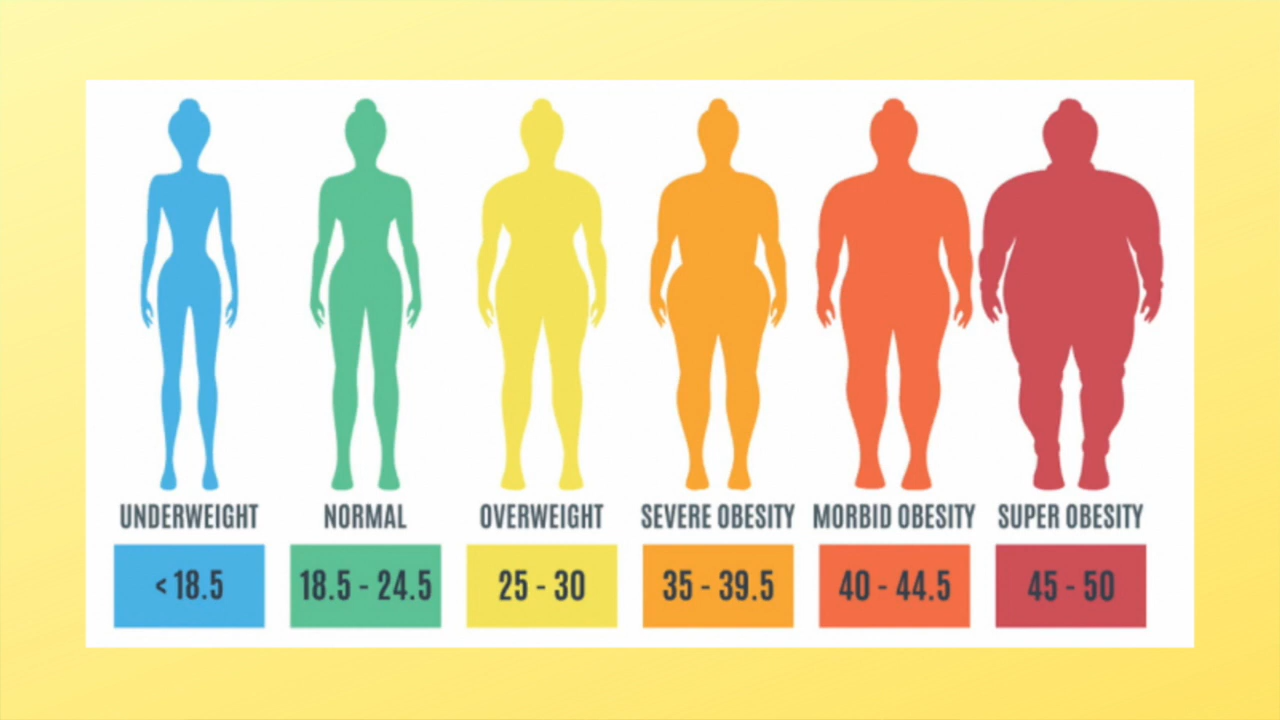 UNDERWEIGHT NORMAL OVERWEIGHT SEVERE OBESITY MORBID OBESITY SUPER OBESITY
< 18.5 18.5 - 24.5 25 - 30 35 - 39.5 40 - 44.5 45 - 50